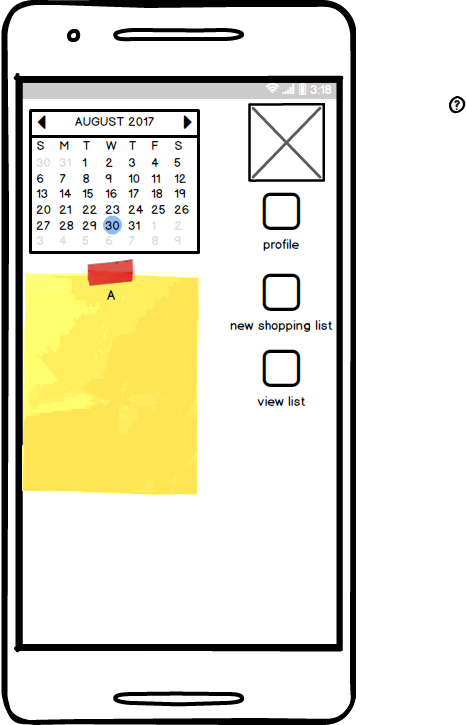 3:18
AUGUST 2017
S M T W T F S
30 31 1 2 3 4 5
6 7 8 9 10 11 12
13 14 15 16 17 18 19
20 21 22 23 24 25 26
27 28 29 30 31 1 2
3 4 5 6 7 8 9
A
profile
new shopping list
view list
?